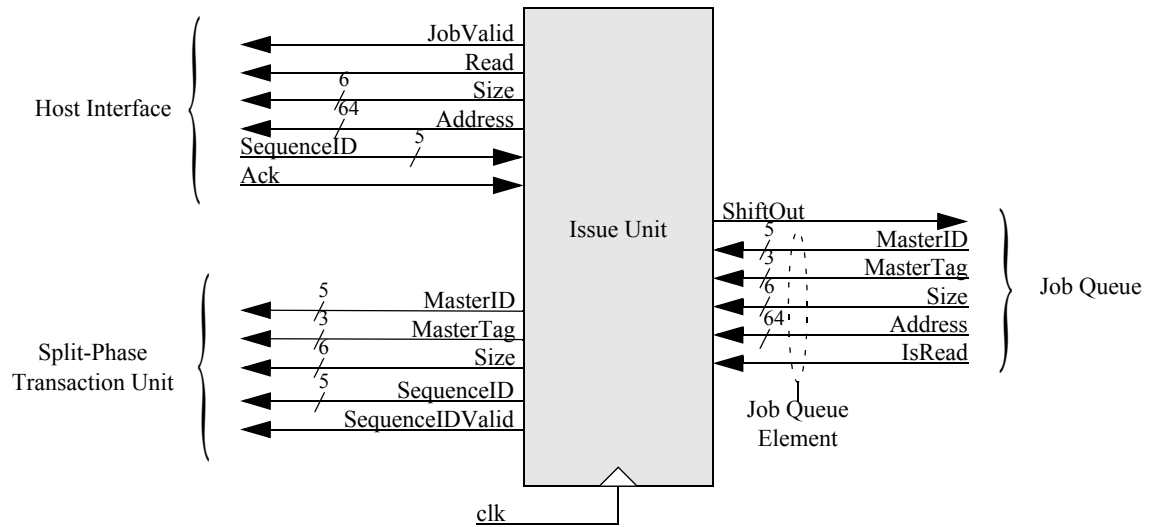 JobValid
Read
6
Size
64
Address
SequenceID
5
Ack
Host Interface
Issue Unit
ShiftOut
5
MasterID
3
MasterTag
6
Size
64
Address
IsRead
Job Queue
Job Queue
Element
5
MasterID
3
MasterTag
6
Size
5
SequenceID
SequenceIDValid
Split-Phase
Transaction Unit
clk